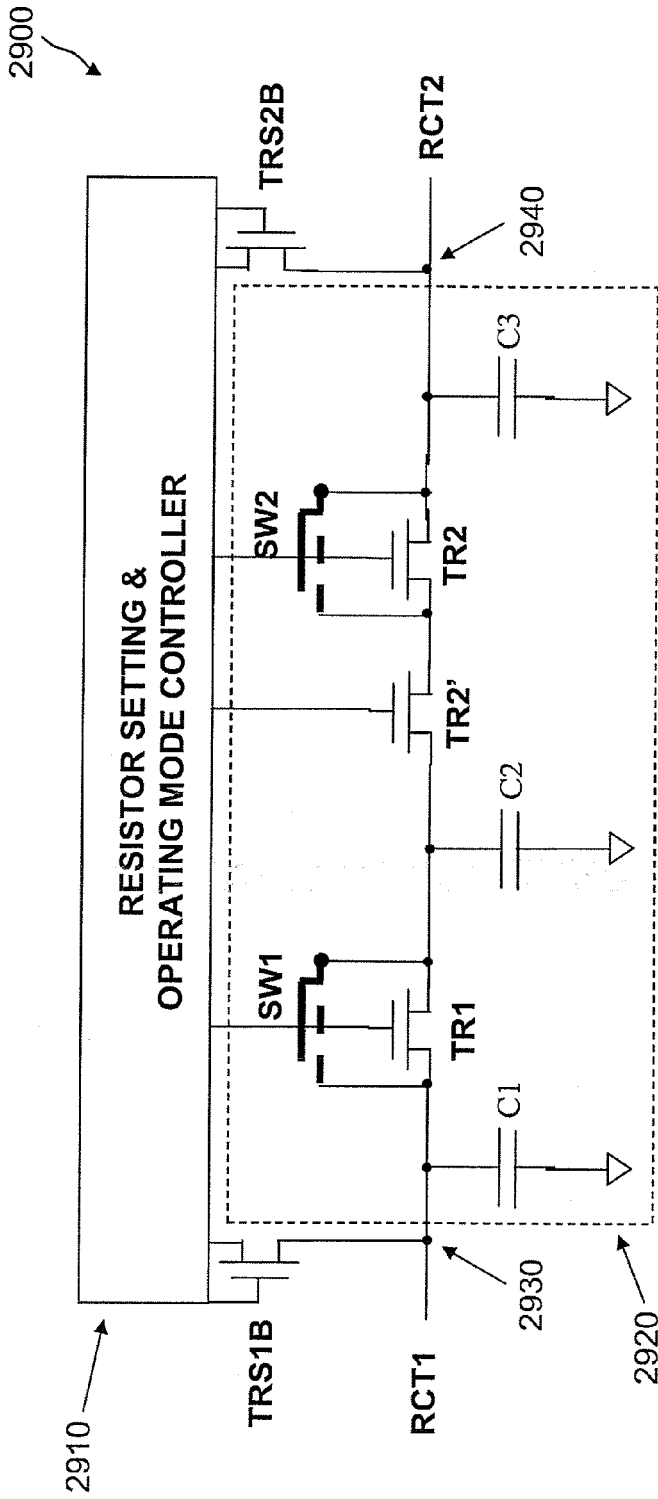 2900
2910
RESISTOR SETTING &
OPERATING MODE CONTROLLER
TRS1B
TRS2B
SW1
SW2
RCT1
RCT2
TR1
TR2'
TR2
2930
2940
C1
C2
C3
2920